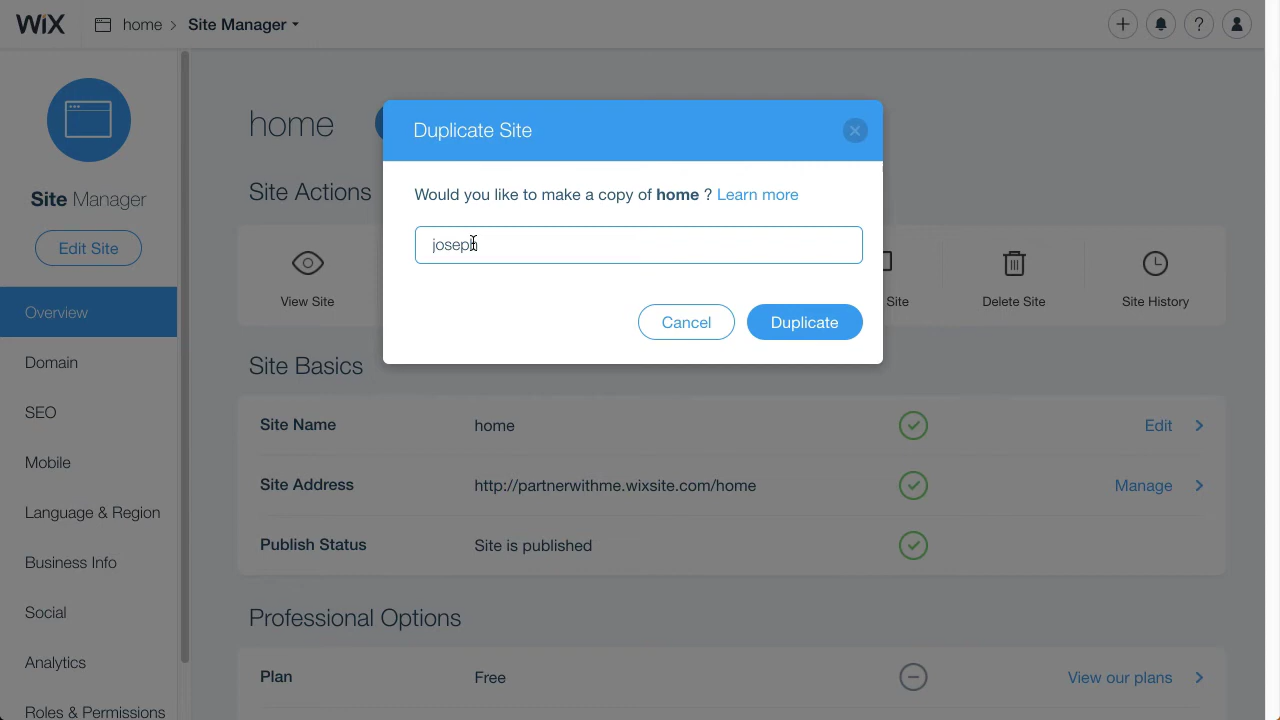 WiX
home > Site Manager
Site Manager
Edit Site
Overview
Domain
SEO
Mobile
Language & Region
Business Info
Social
Analytics
Roles & Permissions
home
Site Actions
View Site
Site
Delete Site
Site History
Duplicate Site
Would you like to make a copy of home ? Learn more
joseph
Cancel
Duplicate
Site Basics
Site Name home Edit
Site Address http://partnerwithme.wixsite.com/home Manage
Publish Status Site is published
Professional Options
Plan Free View our plans